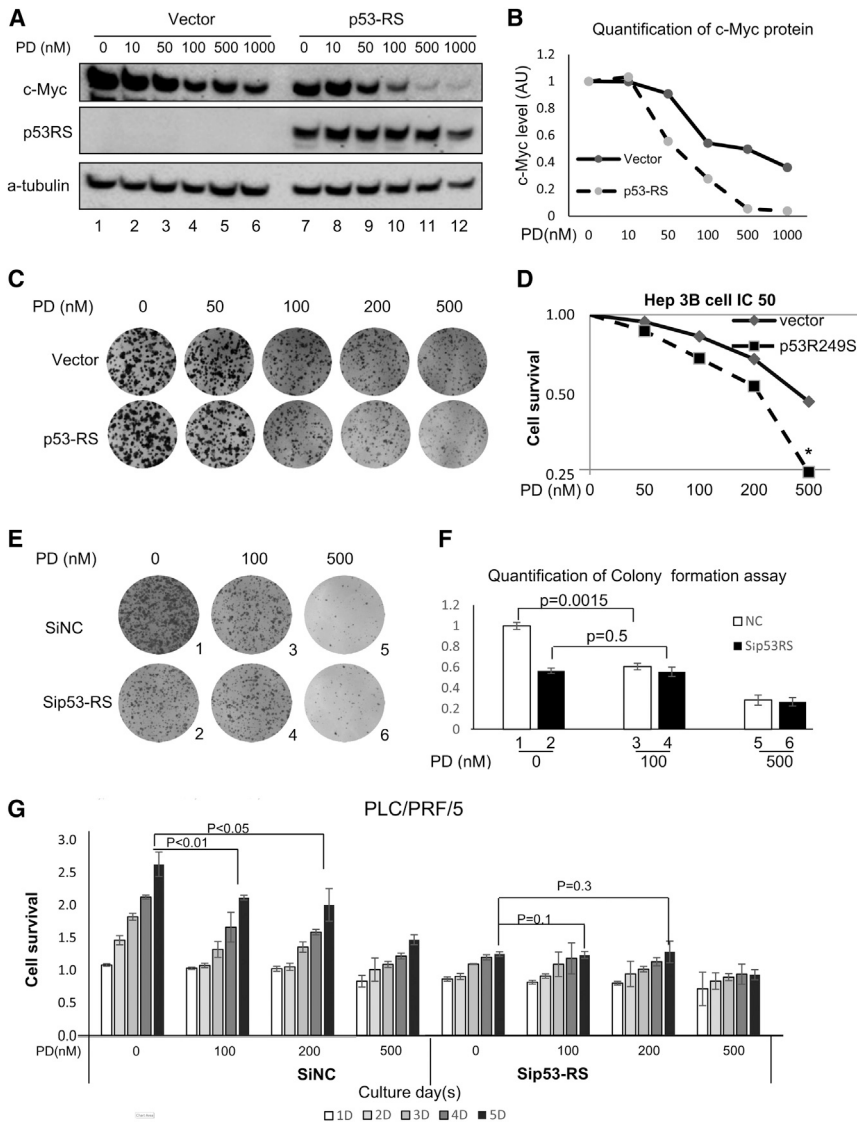 A
Vector p53-RS
PD (nM) 0 10 50 100 500 1000 0 10 50 100 500 1000
c-Myc
p53RS
a-tubulin
1 2 3 4 5 6 7 8 9 10 11 12
B
Quantification of c-Myc protein
c-Myc level (AU)
1.2
1
0.8
0.6
0.4
0.2
0
Vector
p53-RS
PD(nM) 0 10 50 100 500 1000
C
PD (nM) 0 50 100 200 500
Vector
p53-RS
D
Hep 3B cell IC 50
Cell survival
1.00
0.50
0.25
vector
p53R249S
*
PD (nM) 0 50 100 200 500
E
PD (nM) 0 100 500
SiNC
1 3 5
Sip53-RS
2 4 6
F
Quantification of Colony formation assay
1.2
1
0.8
0.6
0.4
0.2
0
p=0.0015
p=0.5
NC
Sip53RS
1 2 3 4 5 6
PD (nM) 0 100 500
G
PLC/PRF/5
Cell survival
3.0
2.5
2.0
1.5
1.0
0.5
0.0
P<0.05
P<0.01
P=0.3
P=0.1
PD(nM) 0 100 200 500 0 100 200 500
SiNC Sip53-RS
Culture day(s)
1D 2D 3D 4D 5D